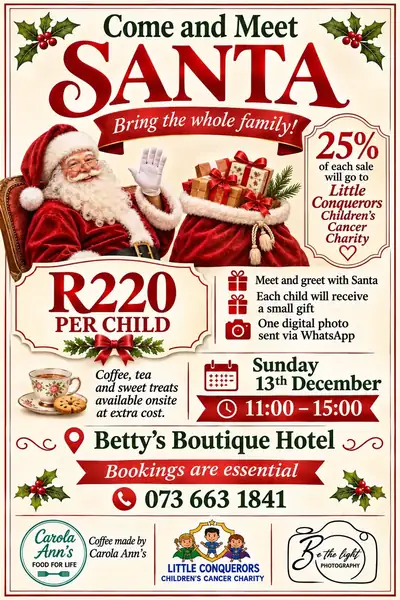 Come and Meet
SANTA
Bring the whole family!
25%
of each sale
will go to
Little
Conquerors
Children's
Cancer
Charity
R220
PER CHILD
Meet and greet with Santa
Each child will receive
a small gift
One digital photo
sent via WhatsApp
Coffee, tea
and sweet treats
available onsite
at extra cost.
Sunday
13th December
11:00 – 15:00
Betty's Boutique Hotel
Bookings are essential
073 663 1841
Carola
Ann's
FOOD FOR LIFE
Coffee made by
Carola Ann's
LITTLE CONQUERORS
CHILDREN'S CANCER CHARITY
Be the light
PHOTOGRAPHY